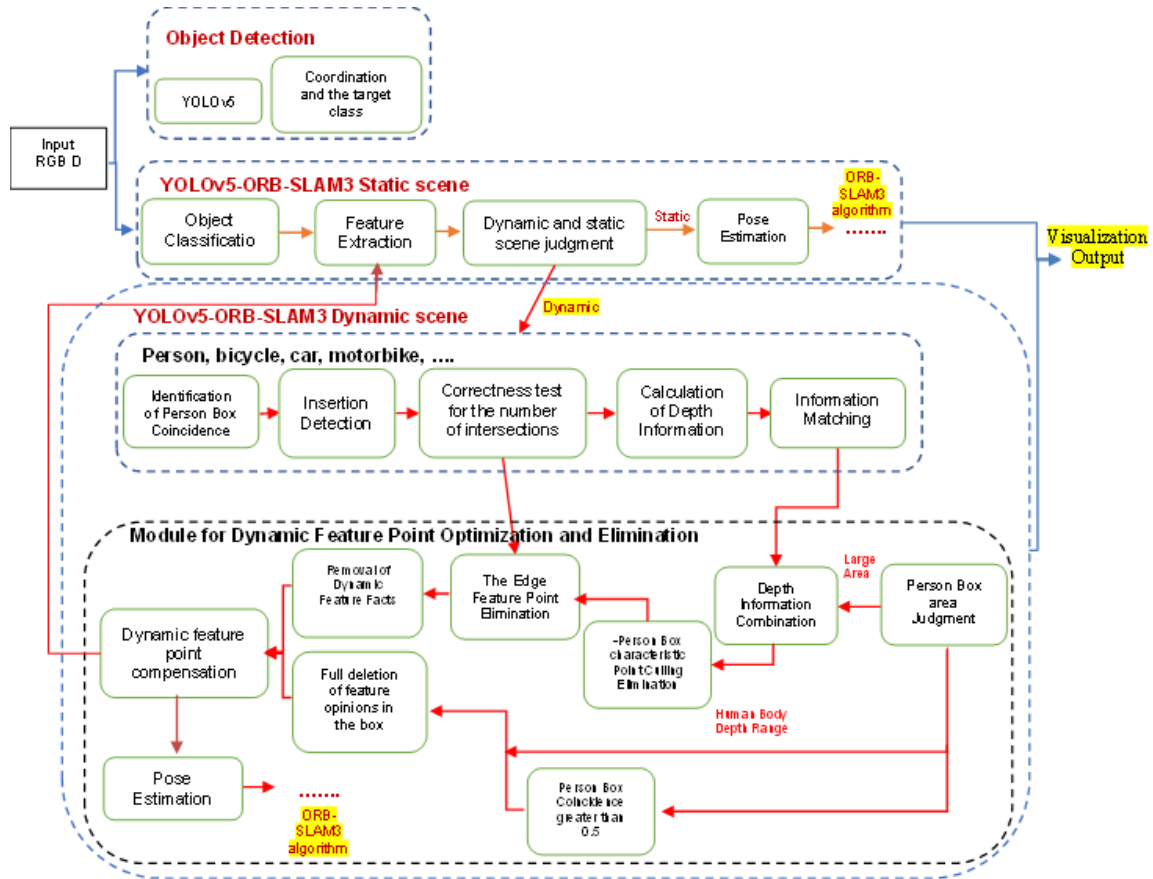 Object Detection
YOLOv5
Coordination
and the target
class
Input
RGB D
YOLOv5-ORB-SLAM3 Static scene
Object
Classificatio
Feature
Extraction
Dynamic and static
scene judgment
Static
Pose
Estimation
ORB-
SLAM3
algorithm
.......
Visualization
Output
Dynamic
YOLOv5-ORB-SLAM3 Dynamic scene
Person, bicycle, car, motorbike, ....
Identification
of Person Box
Coincidence
Insertion
Detection
Correctness test
for the number
of intersections
Calculation
of Depth
Information
Information
Matching
Module for Dynamic Feature Point Optimization and Elimination
Removal of
Dynamic
Feature Facts
The Edge
Feature Point
Elimination
Large
Area
Depth
Information
Combination
Person Box
area
Judgment
Dynamic feature
point
compensation
-Person Box
characteristic
Point Culling
Elimination
Full deletion
of feature
opinions in
the box
Human Body
Depth Range
Pose
Estimation
.......
ORB-
SLAM3
algorithm
Person Box
Coincidence
greater than
0.5